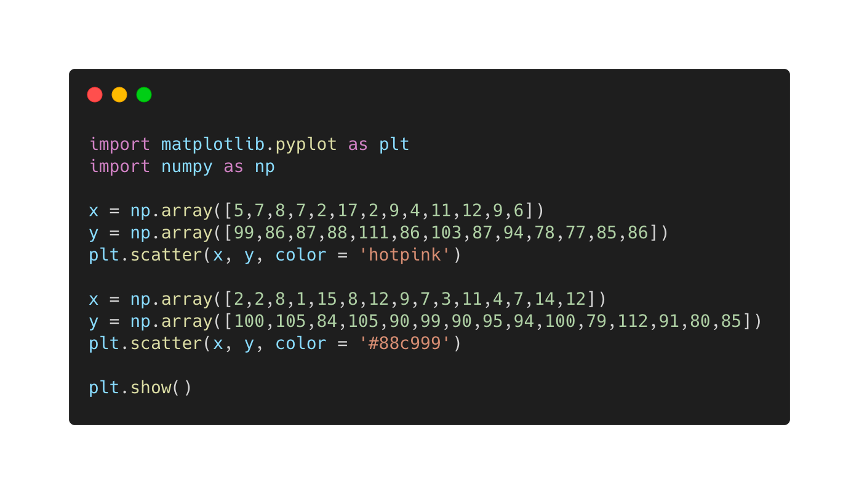 import matplotlib.pyplot as plt
import numpy as np
x = np.array([5,7,8,7,2,17,2,9,4,11,12,9,6])
y = np.array([99,86,87,88,111,86,103,87,94,78,77,85,86])
plt.scatter(x, y, color = 'hotpink')
x = np.array([2,2,8,1,15,8,12,9,7,3,11,4,7,14,12])
y = np.array([100,105,84,105,90,99,90,95,94,100,79,112,91,80,85])
plt.scatter(x, y, color = '#88c999')
plt.show()